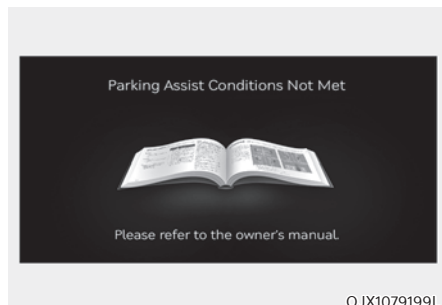 Parking Assist Conditions Not Met
Please refer to the owner's manual.
OJX1079199L